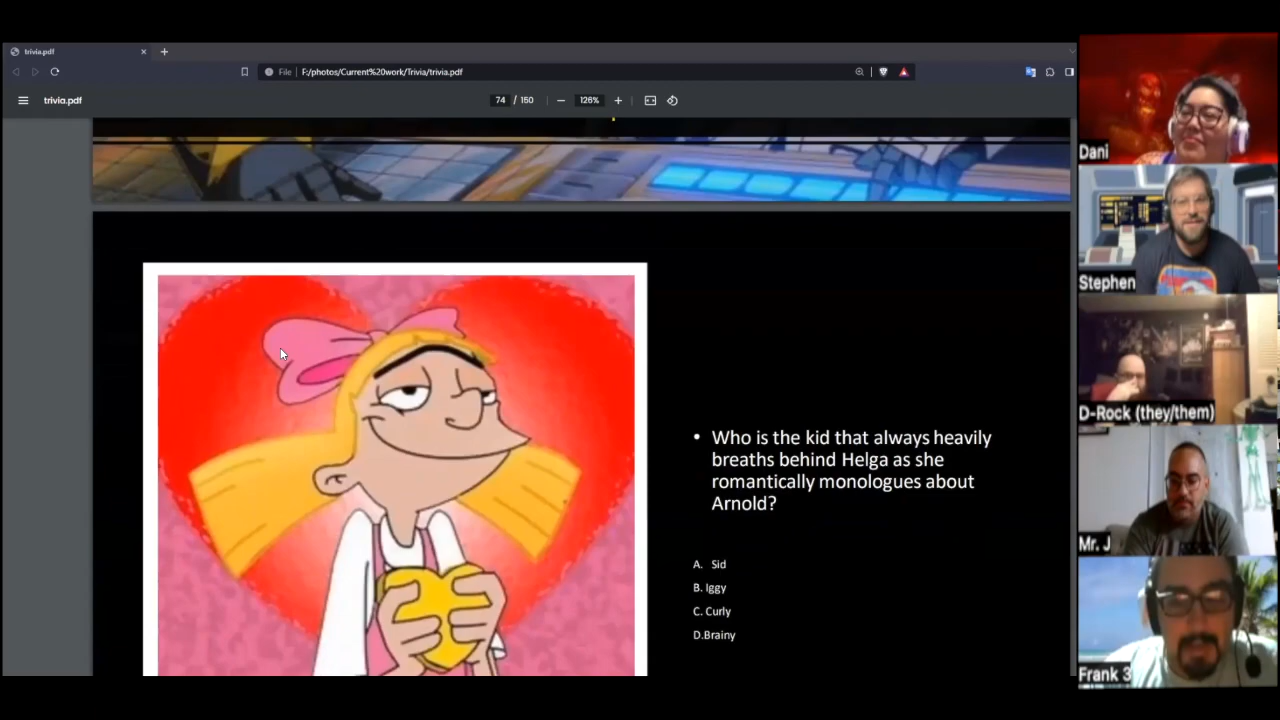 trivia.pdf
File F:/photos/Current%20work/Trivia/trivia.pdf
trivia.pdf
74 / 150
126%
• Who is the kid that always heavily
breaths behind Helga as she
romantically monologues about
Arnold?
A. Sid
B. Iggy
C. Curly
D.Brainy
Dani
Stephen
D-Rock (they/them)
Mr. J
Frank 3